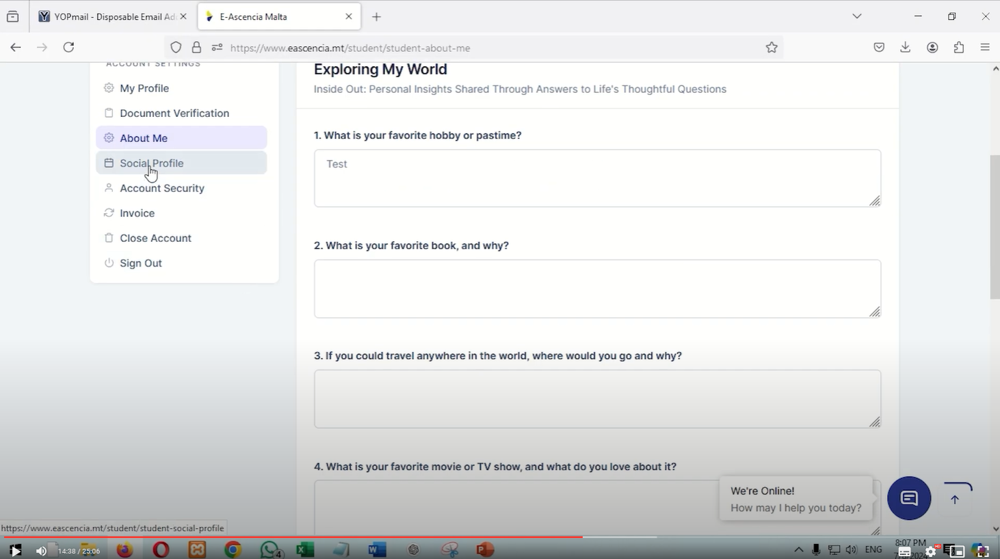 YOPmail - Disposable Email Ad
E-Ascencia Malta
https://www.eascencia.mt/student/student-about-me
ACCOUNT SETTINGS
My Profile
Document Verification
About Me
Social Profile
Account Security
Invoice
Close Account
Sign Out
Exploring My World
Inside Out: Personal Insights Shared Through Answers to Life's Thoughtful Questions
1. What is your favorite hobby or pastime?
Test
2. What is your favorite book, and why?
3. If you could travel anywhere in the world, where would you go and why?
4. What is your favorite movie or TV show, and what do you love about it?
We're Online!
How may I help you today?
https://www.eascencia.mt/student/student-social-profile
14:38 / 25:06
4
ENG
8:07 PM
HD